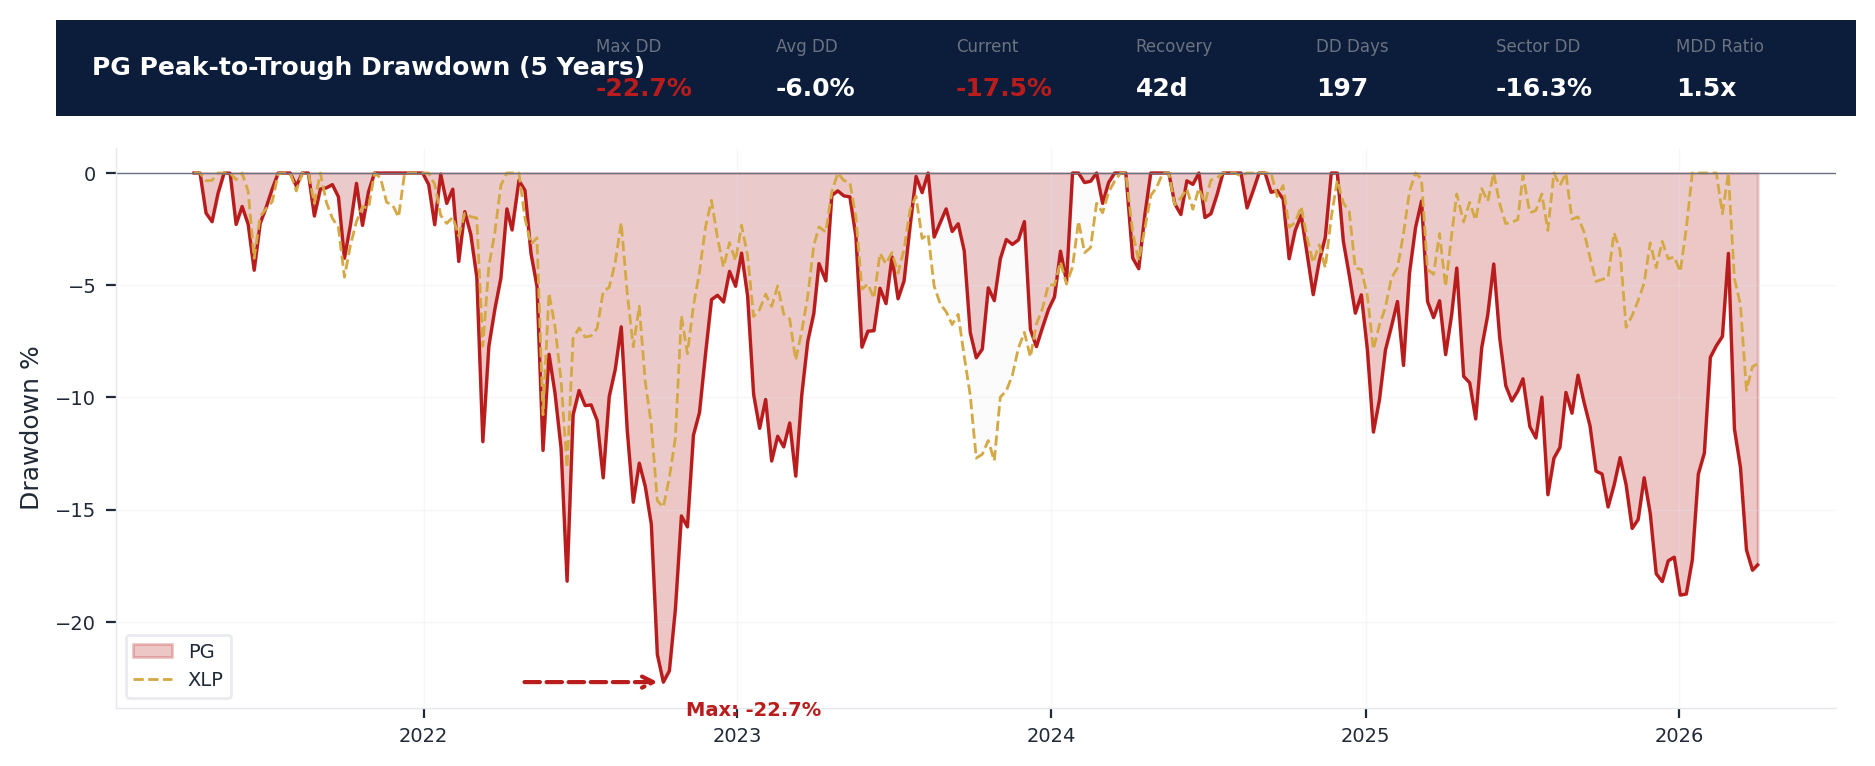 PG Peak-to-Trough Drawdown (5 Years)
Max DD
-22.7%
Avg DD
-6.0%
Current
-17.5%
Recovery
42d
DD Days
197
Sector DD
-16.3%
MDD Ratio
1.5x
Drawdown %
0
−5
−10
−15
−20
PG
XLP
Max: -22.7%
2022
2023
2024
2025
2026